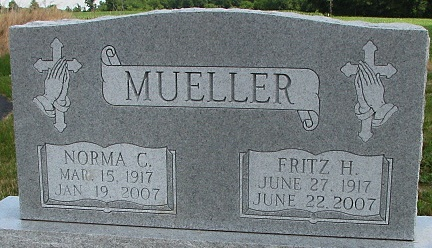 MUELLER
NORMA C.
MAR. 15, 1917
JAN 19, 2007
FRITZ H.
JUNE 27, 1917
JUNE 22, 2007